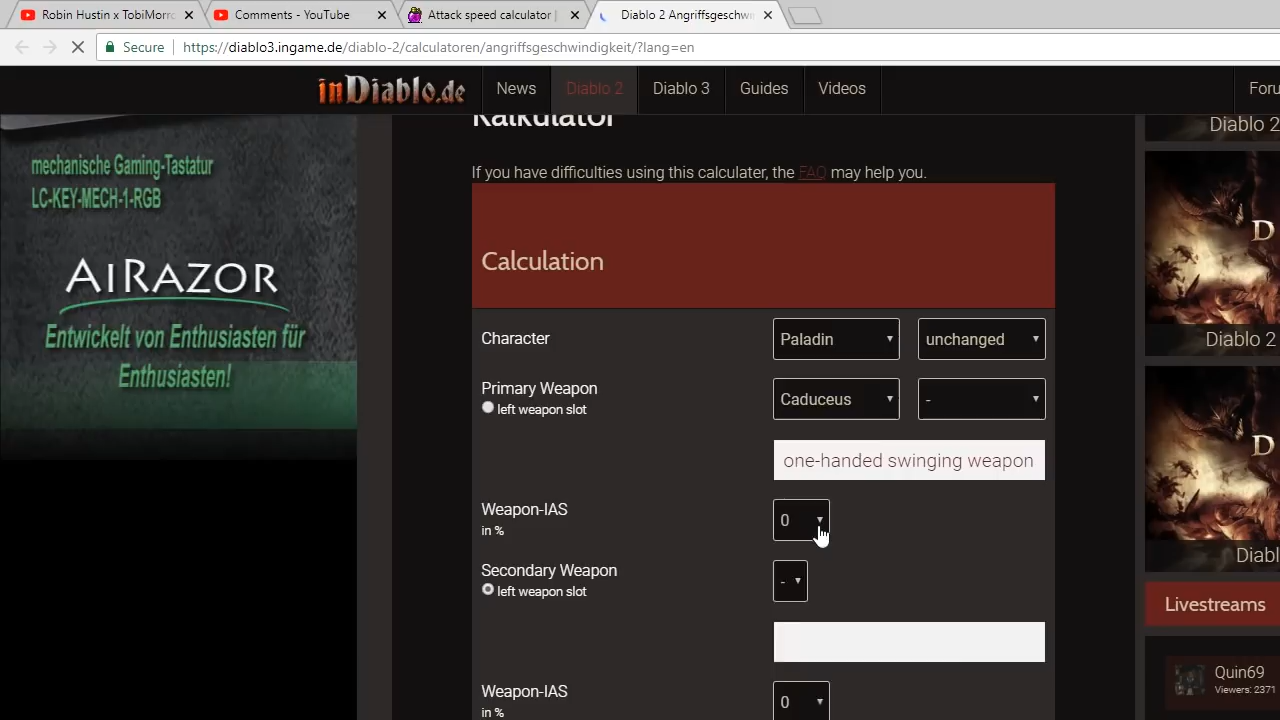 Robin Hustin x TobiMorro
Comments - YouTube
Attack speed calculator |
Diablo 2 Angriffsgeschwin
Secure
https://diablo3.ingame.de/diablo-2/calculatoren/angriffsgeschwindigkeit/?lang=en
inDiablo.de
News
Diablo 2
Diablo 3
Guides
Videos
Foru
Kalkulator
Diablo 2
mechanische Gaming-Tastatur
LC-KEY-MECH-1-RGB
AiRazor
Entwickelt von Enthusiasten für
Enthusiasten!
If you have difficulties using this calculater, the FAQ may help you.
Calculation
Character
Paladin
unchanged
Primary Weapon
left weapon slot
Caduceus
-
one-handed swinging weapon
Weapon-IAS
in %
0
Secondary Weapon
left weapon slot
-
Weapon-IAS
in %
0
D
Diablo 2
D
Diabl
Livestreams
Quin69
Viewers: 2371